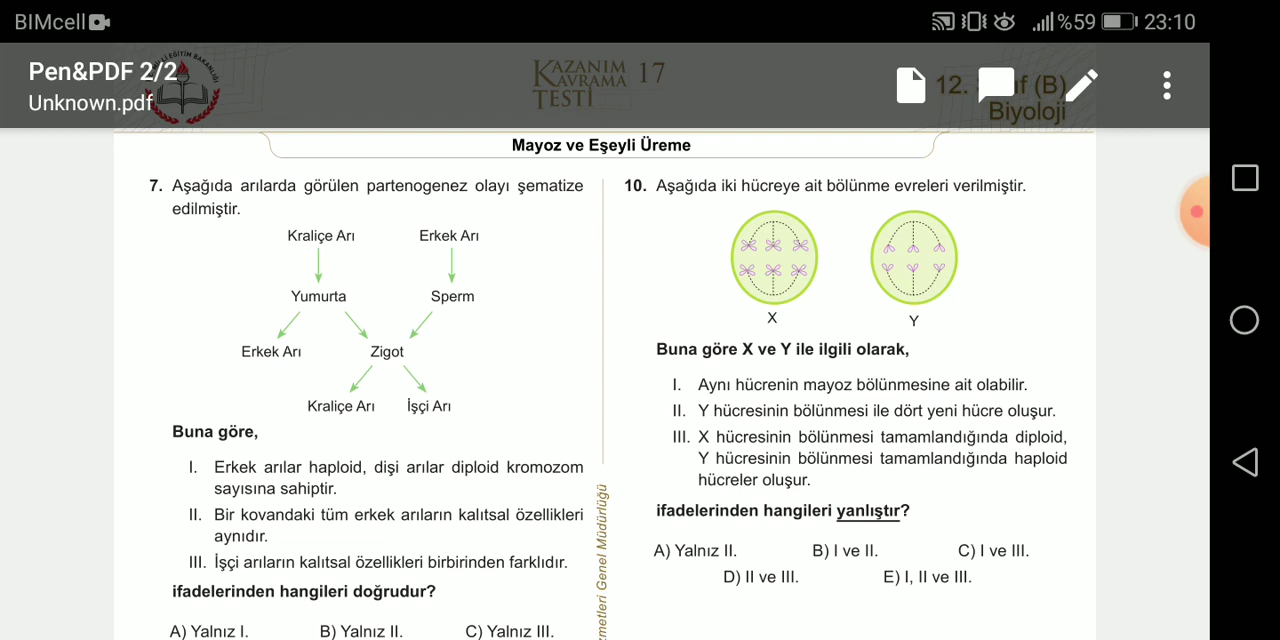 BIMcell
%59 23:10
Pen&PDF 2/2
Unknown.pdf
KAZANIM
KAVRAMA
TESTİ
17
Biyoloji
Mayoz ve Eşeyli Üreme
7. Aşağıda arılarda görülen partenogenez olayı şematize
edilmiştir.
Kraliçe Arı
Erkek Arı
Yumurta
Sperm
Erkek Arı
Zigot
Kraliçe Arı
İşçi Arı
Buna göre,
I. Erkek arılar haploid, dişi arılar diploid kromozom
sayısına sahiptir.
II. Bir kovandaki tüm erkek arıların kalıtsal özellikleri
aynıdır.
III. İşçi arıların kalıtsal özellikleri birbirinden farklıdır.
ifadelerinden hangileri doğrudur?
A) Yalnız I. B) Yalnız II. C) Yalnız III.
10. Aşağıda iki hücreye ait bölünme evreleri verilmiştir.
X
Y
Buna göre X ve Y ile ilgili olarak,
I. Aynı hücrenin mayoz bölünmesine ait olabilir.
II. Y hücresinin bölünmesi ile dört yeni hücre oluşur.
III. X hücresinin bölünmesi tamamlandığında diploid,
Y hücresinin bölünmesi tamamlandığında haploid
hücreler oluşur.
ifadelerinden hangileri yanlıştır?
A) Yalnız II. B) I ve II. C) I ve III.
D) II ve III. E) I, II ve III.
Genel Müdürlüğü